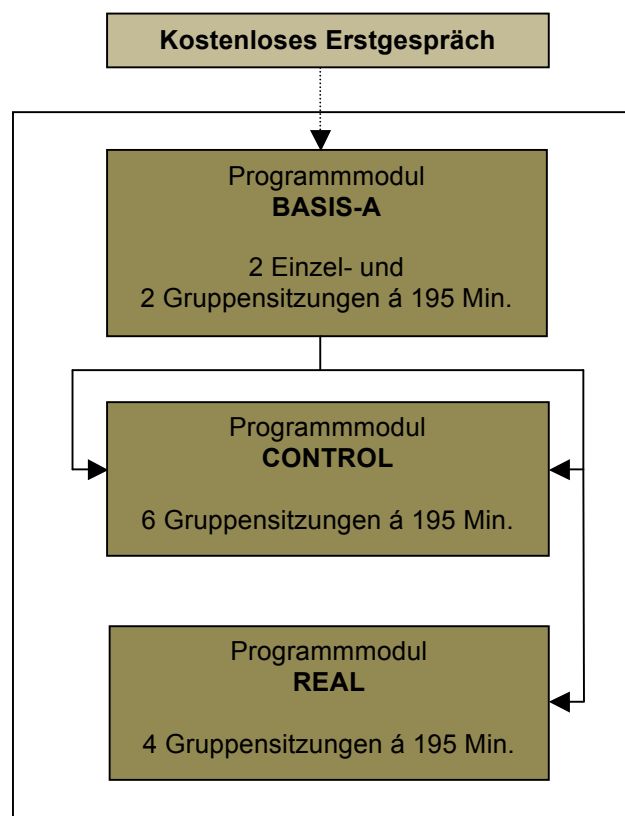 Kostenloses Erstgespräch
Programmmodul
BASIS-A
2 Einzel- und
2 Gruppensitzungen á 195 Min.
Programmmodul
CONTROL
6 Gruppensitzungen á 195 Min.
Programmmodul
REAL
4 Gruppensitzungen á 195 Min.